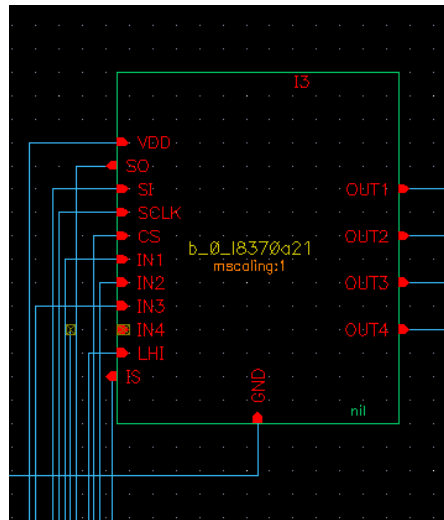 I3
VDD
SO
SI
OUT1
SCLK
CS
OUT2
b_0_l8370a21
mscaling:1
IN1
IN2
OUT3
IN3
IN4
OUT4
LHI
IS
GND
nil